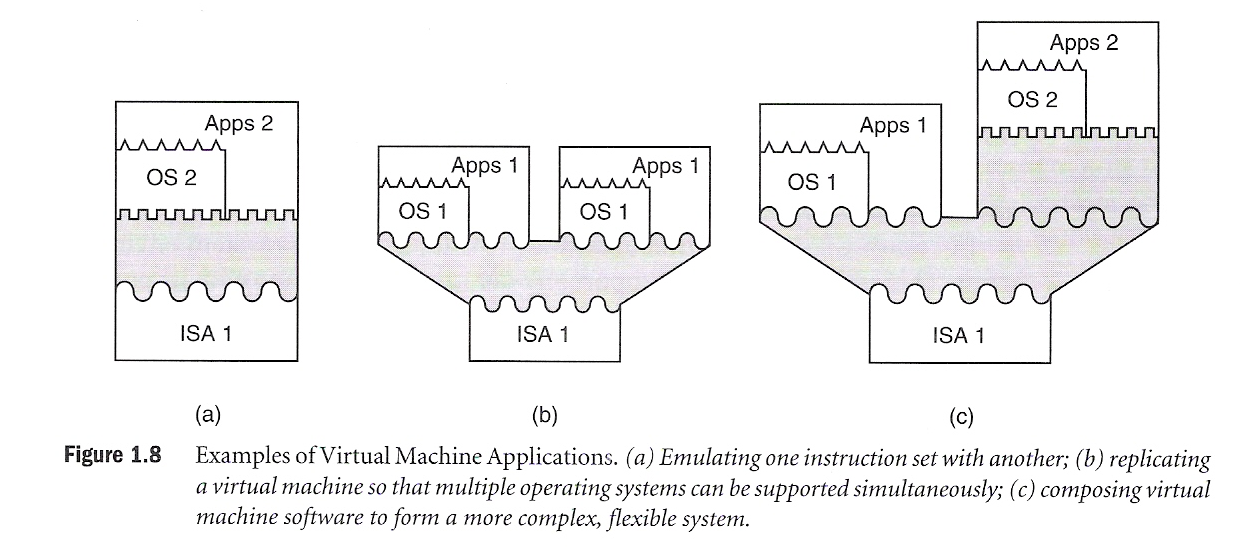 Apps 2
OS 2
ISA 1
(a)
Apps 1
OS 1
Apps 1
OS 1
ISA 1
(b)
Apps 1
OS 1
Apps 2
OS 2
ISA 1
(c)
Figure 1.8 Examples of Virtual Machine Applications. (a) Emulating one instruction set with another; (b) replicating
a virtual machine so that multiple operating systems can be supported simultaneously; (c) composing virtual
machine software to form a more complex, flexible system.